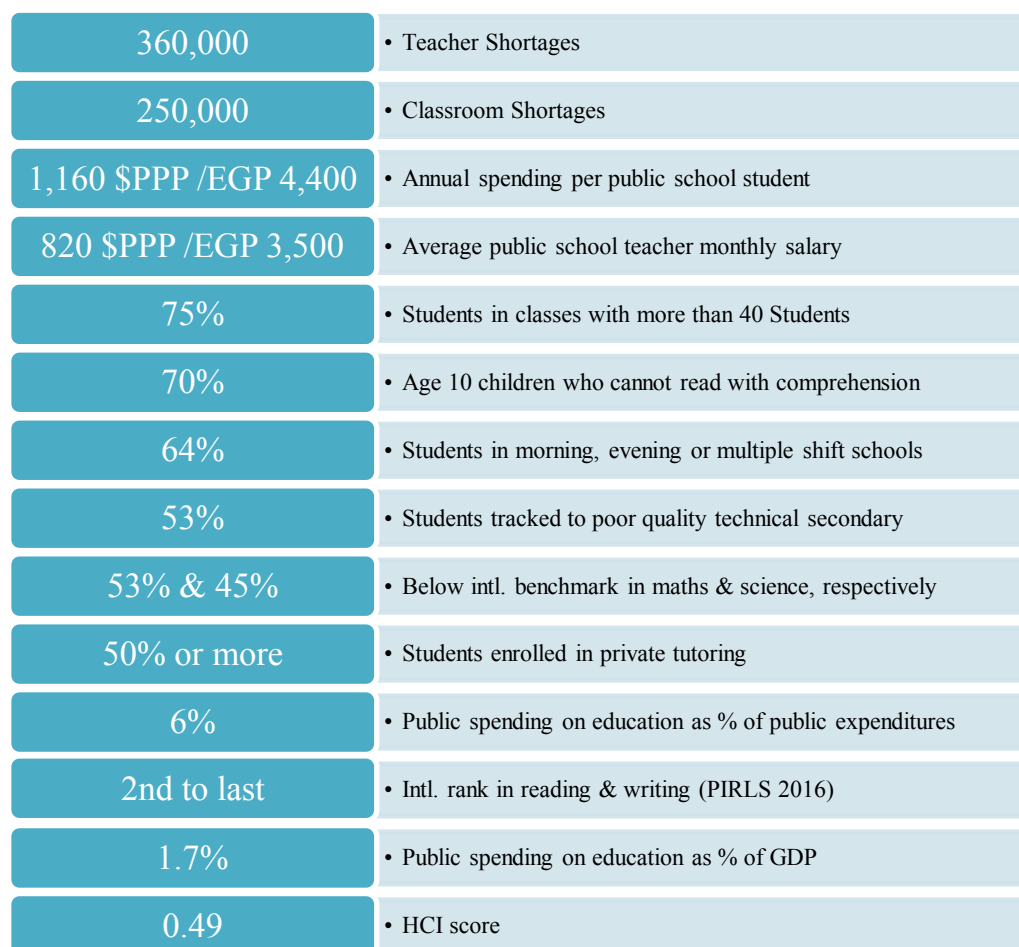 360,000
• Teacher Shortages
250,000
• Classroom Shortages
1,160 $PPP /EGP 4,400
• Annual spending per public school student
820 $PPP /EGP 3,500
• Average public school teacher monthly salary
75%
• Students in classes with more than 40 Students
70%
• Age 10 children who cannot read with comprehension
64%
• Students in morning, evening or multiple shift schools
53%
• Students tracked to poor quality technical secondary
53% & 45%
• Below intl. benchmark in maths & science, respectively
50% or more
• Students enrolled in private tutoring
6%
• Public spending on education as % of public expenditures
2nd to last
• Intl. rank in reading & writing (PIRLS 2016)
1.7%
• Public spending on education as % of GDP
0.49
• HCI score